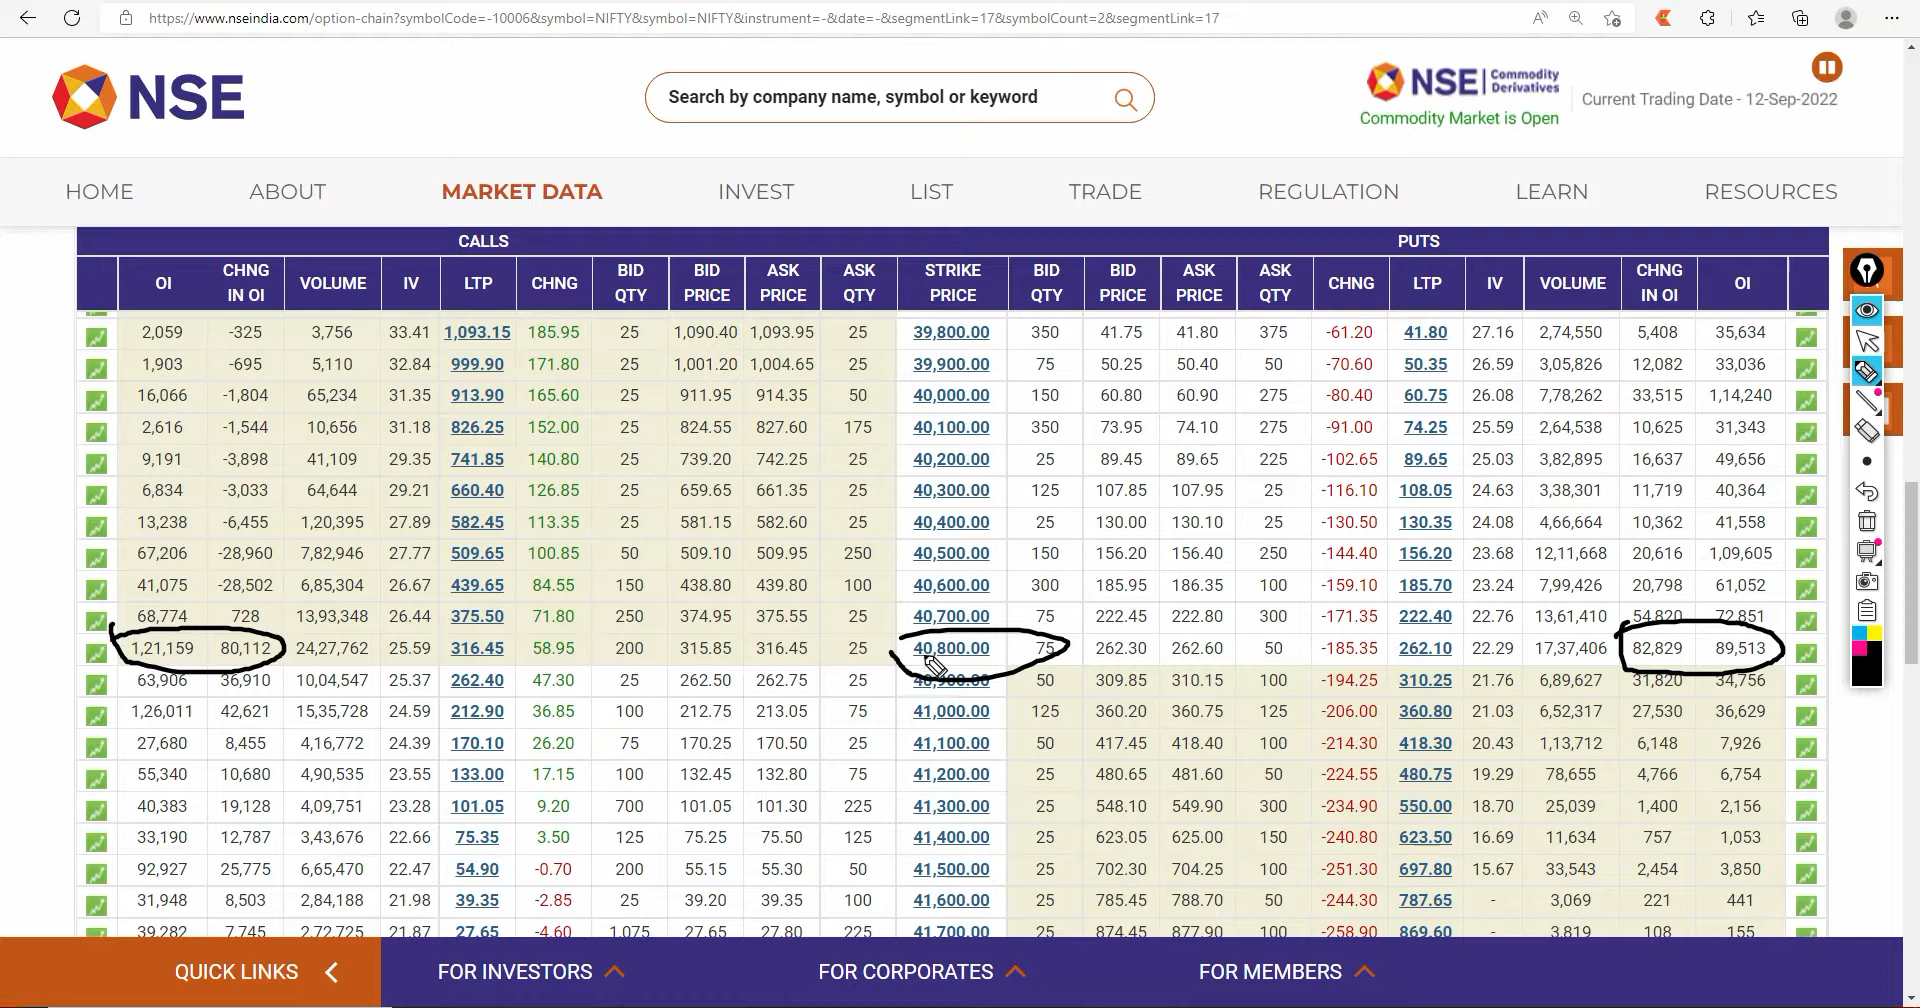 https://www.nseindia.com/option-chain?symbolCode=-10006&symbol=NIFTY&symbol=NIFTY&instrument=-&date=-&segmentLink=17&symbolCount=2&segmentLink=17
NSE
Search by company name, symbol or keyword
NSE Commodity Derivatives
Commodity Market is Open
Current Trading Date - 12-Sep-2022
HOME ABOUT MARKET DATA INVEST LIST TRADE REGULATION LEARN RESOURCES
CALLS PUTS
OI CHNG IN OI VOLUME IV LTP CHNG BID QTY BID PRICE ASK PRICE ASK QTY STRIKE PRICE BID QTY BID PRICE ASK PRICE ASK QTY CHNG LTP IV VOLUME CHNG IN OI OI
2,059 -325 3,756 33.41 1,093.15 185.95 25 1,090.40 1,093.95 25 39,800.00 350 41.75 41.80 375 -61.20 41.80 27.16 2,74,550 5,408 35,634
1,903 -695 5,110 32.84 999.90 171.80 25 1,001.20 1,004.65 25 39,900.00 75 50.25 50.40 50 -70.60 50.35 26.59 3,05,826 12,082 33,036
16,066 -1,804 65,234 31.35 913.90 165.60 25 911.95 914.35 50 40,000.00 150 60.80 60.90 275 -80.40 60.75 26.08 7,78,262 33,515 1,14,240
2,616 -1,544 10,656 31.18 826.25 152.00 25 824.55 827.60 175 40,100.00 350 73.95 74.10 275 -91.00 74.25 25.59 2,64,538 10,625 31,343
9,191 -3,898 41,109 29.35 741.85 140.80 25 739.20 742.25 25 40,200.00 25 89.45 89.65 225 -102.65 89.65 25.03 3,82,895 16,637 49,656
6,834 -3,033 64,644 29.21 660.40 126.85 25 659.65 661.35 25 40,300.00 125 107.85 107.95 25 -116.10 108.05 24.63 3,38,301 11,719 40,364
13,238 -6,455 1,20,395 27.89 582.45 113.35 25 581.15 582.60 25 40,400.00 25 130.00 130.10 25 -130.50 130.35 24.08 4,66,664 10,362 41,558
67,206 -28,960 7,82,946 27.77 509.65 100.85 50 509.10 509.95 250 40,500.00 150 156.20 156.40 250 -144.40 156.20 23.68 12,11,668 20,616 1,09,605
41,075 -28,502 6,85,304 26.67 439.65 84.55 150 438.80 439.80 100 40,600.00 300 185.95 186.35 100 -159.10 185.70 23.24 7,99,426 20,798 61,052
68,774 728 13,93,348 26.44 375.50 71.80 250 374.95 375.55 25 40,700.00 75 222.45 222.80 300 -171.35 222.40 22.76 13,61,410 54,820 72,851
1,21,159 80,112 24,27,762 25.59 316.45 58.95 200 315.85 316.45 25 40,800.00 75 262.30 262.60 50 -185.35 262.10 22.29 17,37,406 82,829 89,513
63,906 36,910 10,04,547 25.37 262.40 47.30 25 262.50 262.75 25 40,900.00 50 309.85 310.15 100 -194.25 310.25 21.76 6,89,627 31,820 34,756
1,26,011 42,621 15,35,728 24.59 212.90 36.85 100 212.75 213.05 75 41,000.00 125 360.20 360.75 125 -206.00 360.80 21.03 6,52,317 27,530 36,629
27,680 8,455 4,16,772 24.39 170.10 26.20 75 170.25 170.50 25 41,100.00 50 417.45 418.40 100 -214.30 418.30 20.43 1,13,712 6,148 7,926
55,340 10,680 4,90,535 23.55 133.00 17.15 100 132.45 132.80 75 41,200.00 25 480.65 481.60 50 -224.55 480.75 19.29 78,655 4,766 6,754
40,383 19,128 4,09,751 23.28 101.05 9.20 700 101.05 101.30 225 41,300.00 25 548.10 549.90 300 -234.90 550.00 18.70 25,039 1,400 2,156
33,190 12,787 3,43,676 22.66 75.35 3.50 125 75.25 75.50 125 41,400.00 25 623.05 625.00 150 -240.80 623.50 16.69 11,634 757 1,053
92,927 25,775 6,65,470 22.47 54.90 -0.70 200 55.15 55.30 50 41,500.00 25 702.30 704.25 100 -251.30 697.80 15.67 33,543 2,454 3,850
31,948 8,503 2,84,188 21.98 39.35 -2.85 25 39.20 39.35 100 41,600.00 25 785.45 788.70 50 -244.30 787.65 - 3,069 221 441
39,282 7,745 2,72,725 21.87 27.65 -4.60 1,075 27.65 27.80 225 41,700.00 25 874.45 877.90 100 -258.90 869.60 - 3,819 108 155
QUICK LINKS FOR INVESTORS FOR CORPORATES FOR MEMBERS